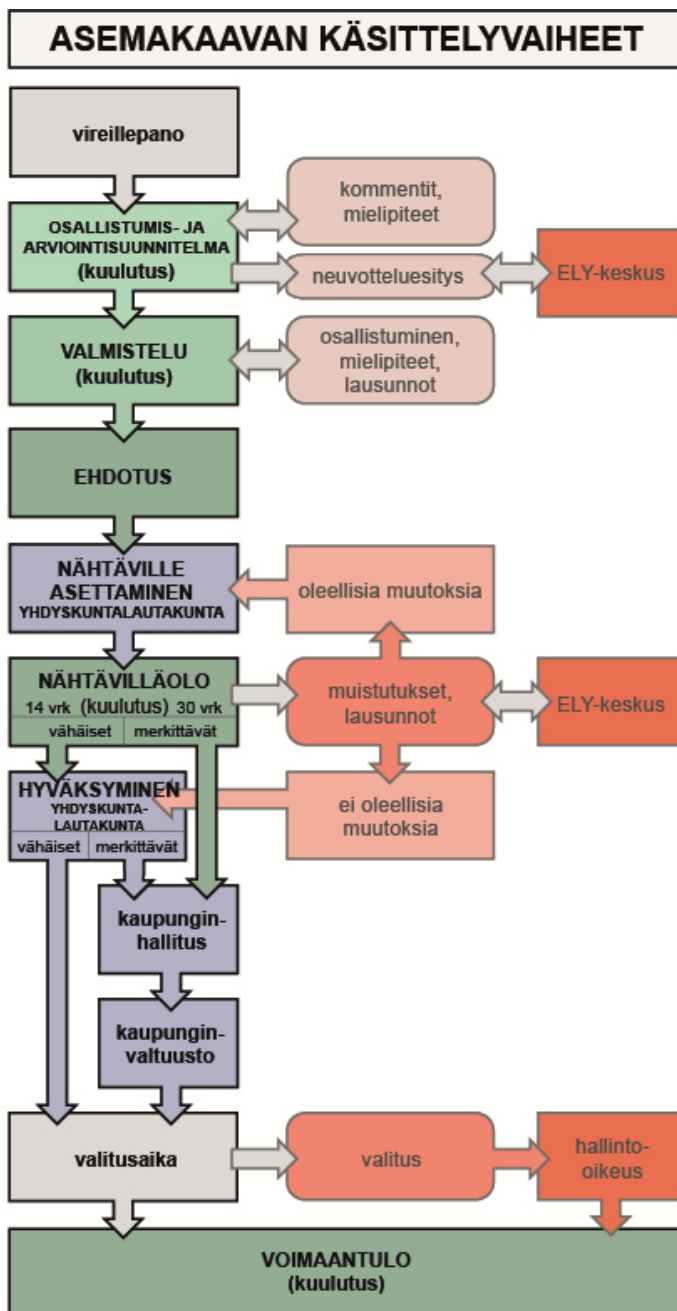 ASEMAKAAVAN KÄSITTELYVAIHEET
vireillepano
OSALLISTUMIS- JA
ARVIOINTISUUNNITELMA
(kuulutus)
kommentit,
mielipiteet
neuvotteluesitys
ELY-keskus
VALMISTELU
(kuulutus)
osallistuminen,
mielipiteet,
lausunnot
EHDOTUS
NÄHTÄVILLE
ASETTAMINEN
YHDYSKUNTALAUTAKUNTA
oleellisia muutoksia
NÄHTÄVILLÄOLO
14 vrk (kuulutus) 30 vrk
vähäiset merkittävät
muistutukset,
lausunnot
ELY-keskus
HYVÄKSYMINEN
YHDYSKUNTA-
LAUTAKUNTA
vähäiset merkittävät
ei oleellisia
muutoksia
kaupungin-
hallitus
kaupungin-
valtuusto
valitusaika
valitus
hallinto-
oikeus
VOIMAANTULO
(kuulutus)